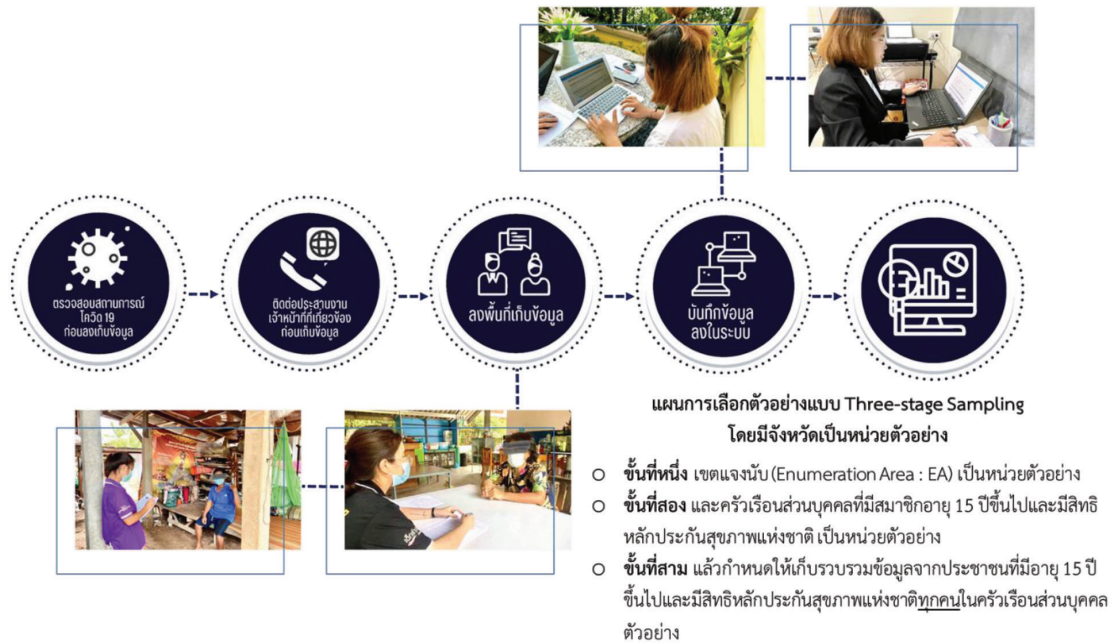 ตรวจสอบสถานการณ์
โควิด 19
ก่อนลงเก็บข้อมูล
ติดต่อประสานงาน
เจ้าหน้าที่ที่เกี่ยวข้อง
ก่อนเก็บข้อมูล
ลงพื้นที่เก็บข้อมูล
บันทึกข้อมูล
ลงในระบบ
แผนการเลือกตัวอย่างแบบ Three-stage Sampling
โดยมีจังหวัดเป็นหน่วยตัวอย่าง
ขั้นที่หนึ่ง เขตแจงนับ (Enumeration Area : EA) เป็นหน่วยตัวอย่าง
ขั้นที่สอง และครัวเรือนส่วนบุคคลที่มีสมาชิกอายุ 15 ปีขึ้นไปและมีสิทธิ
หลักประกันสุขภาพแห่งชาติ เป็นหน่วยตัวอย่าง
ขั้นที่สาม แล้วกำหนดให้เก็บรวบรวมข้อมูลจากประชาชนที่มีอายุ 15 ปี
ขึ้นไปและมีสิทธิหลักประกันสุขภาพแห่งชาติทุกคนในครัวเรือนส่วนบุคคล
ตัวอย่าง